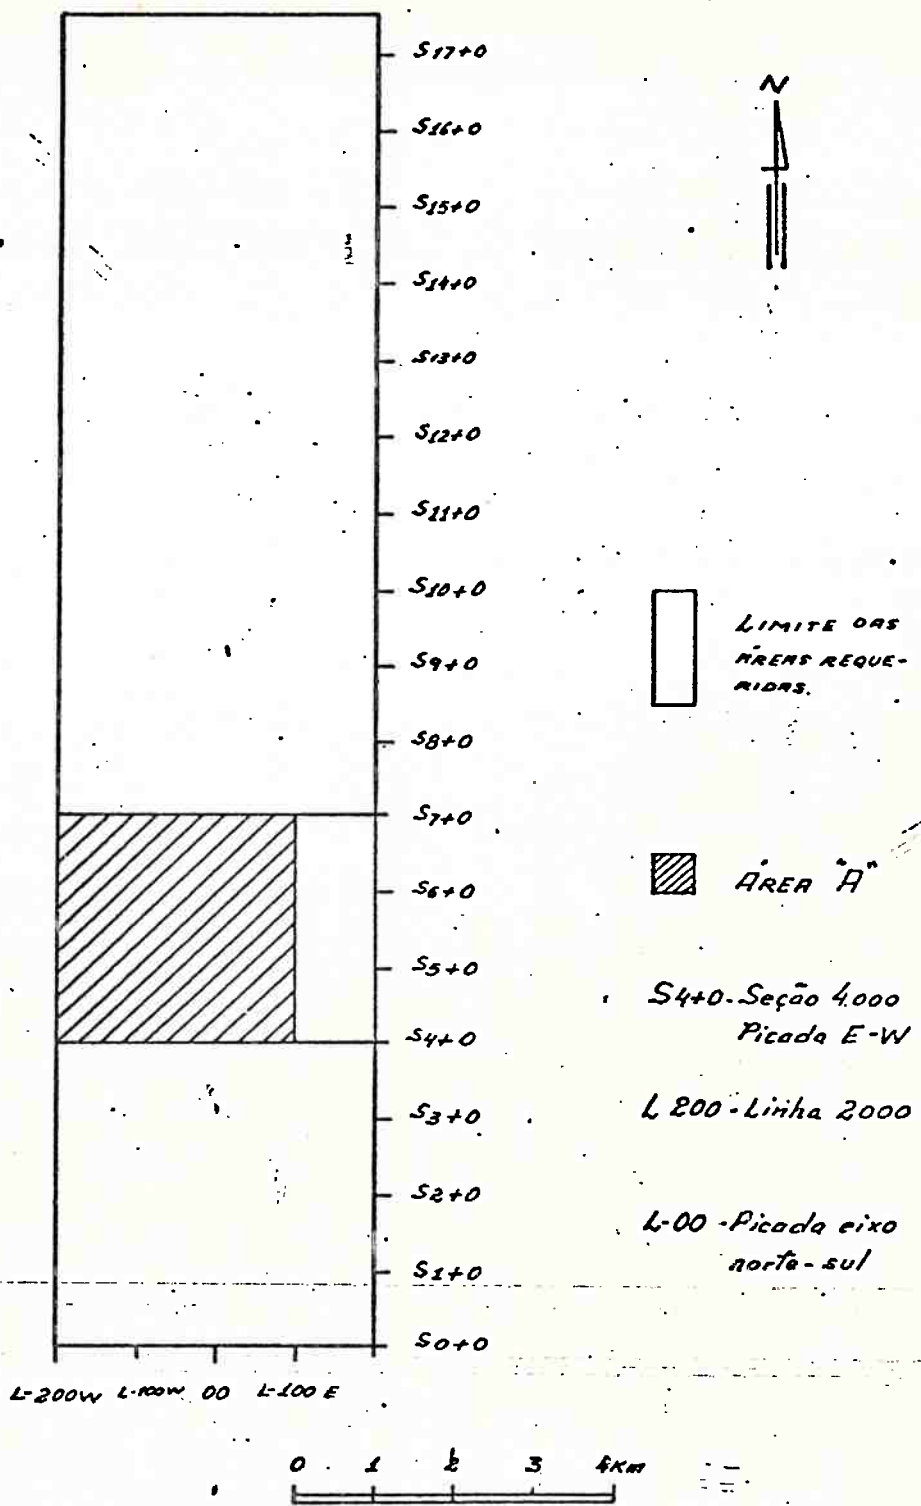 S17+0
N
S16+0
S15+0
S14+0
S13+0
S12+0
S11+0
S10+0
LIMITE DAS
ÁREAS REQUE-
RIDAS.
S9+0
S8+0
S7+0
S6+0
ÁREA "A"
S5+0
S4+0-Seção 4.000
Picada E-W
S4+0
S3+0
L 200-Linha 2000
S2+0
L-00-Picada eixo
norte-sul
S1+0
S0+0
L-200W L-100W 00 L-100 E
0 1 2 3 4Km